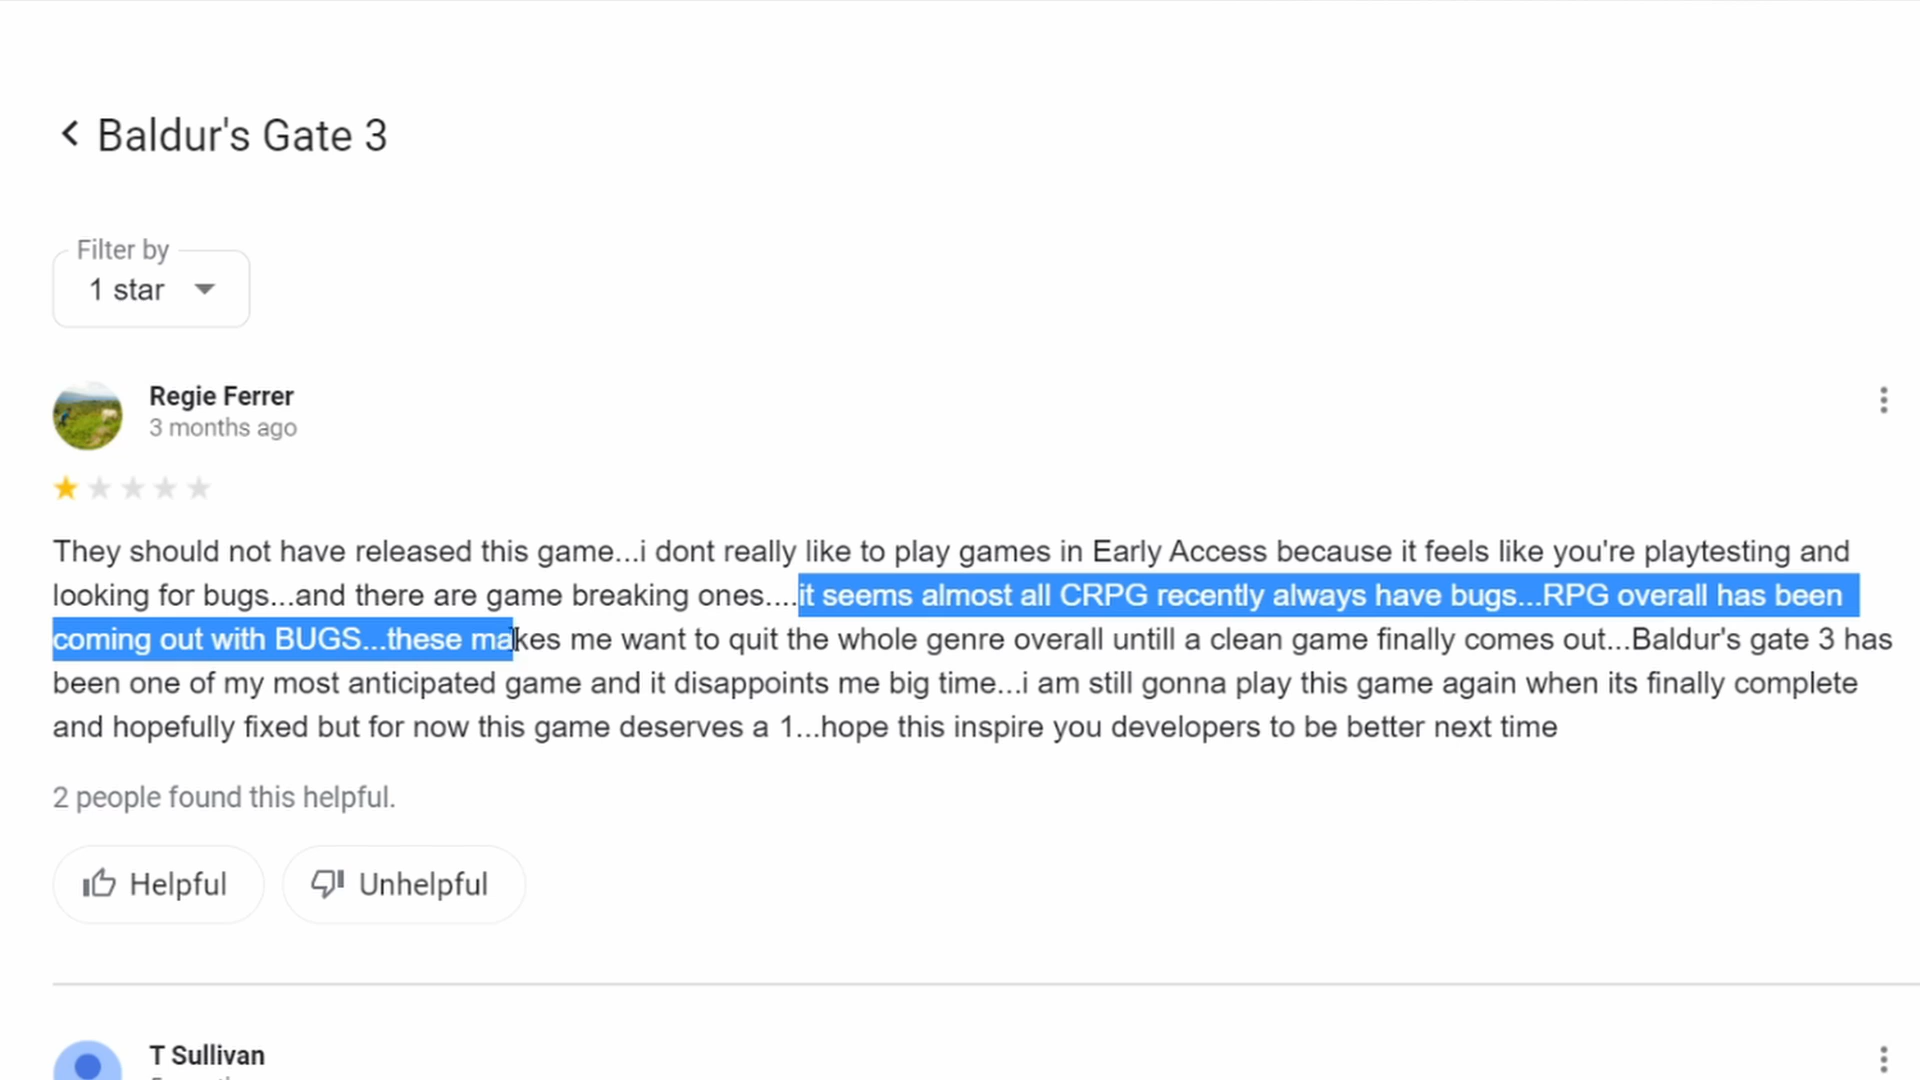 Baldur's Gate 3
Filter by
1 star
Regie Ferrer
3 months ago
They should not have released this game...i dont really like to play games in Early Access because it feels like you're playtesting and
looking for bugs...and there are game breaking ones....it seems almost all CRPG recently always have bugs...RPG overall has been
coming out with BUGS...these makes me want to quit the whole genre overall untill a clean game finally comes out...Baldur's gate 3 has
been one of my most anticipated game and it disappoints me big time...i am still gonna play this game again when its finally complete
and hopefully fixed but for now this game deserves a 1...hope this inspire you developers to be better next time
2 people found this helpful.
Helpful
Unhelpful
T Sullivan